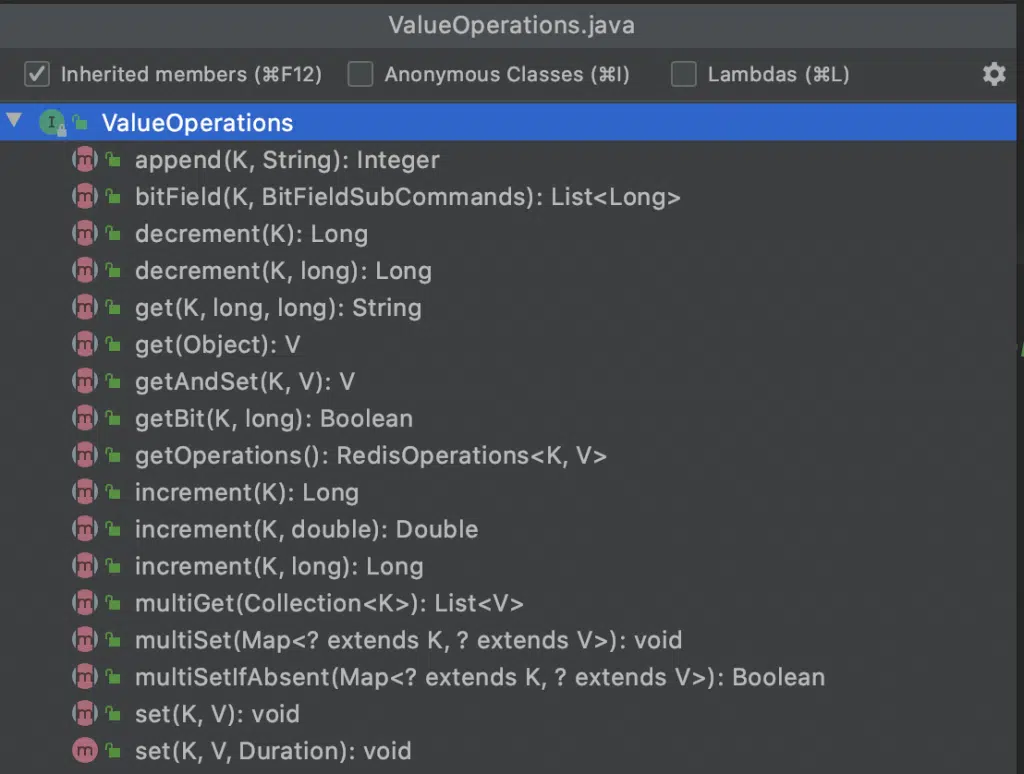 ValueOperations.java
Inherited members (⌘F12) Anonymous Classes (⌘I) Lambdas (⌘L)
ValueOperations
append(K, String): Integer
bitField(K, BitFieldSubCommands): List<Long>
decrement(K): Long
decrement(K, long): Long
get(K, long, long): String
get(Object): V
getAndSet(K, V): V
getBit(K, long): Boolean
getOperations(): RedisOperations<K, V>
increment(K): Long
increment(K, double): Double
increment(K, long): Long
multiGet(Collection<K>): List<V>
multiSet(Map<? extends K, ? extends V>): void
multiSetIfAbsent(Map<? extends K, ? extends V>): Boolean
set(K, V): void
set(K, V, Duration): void